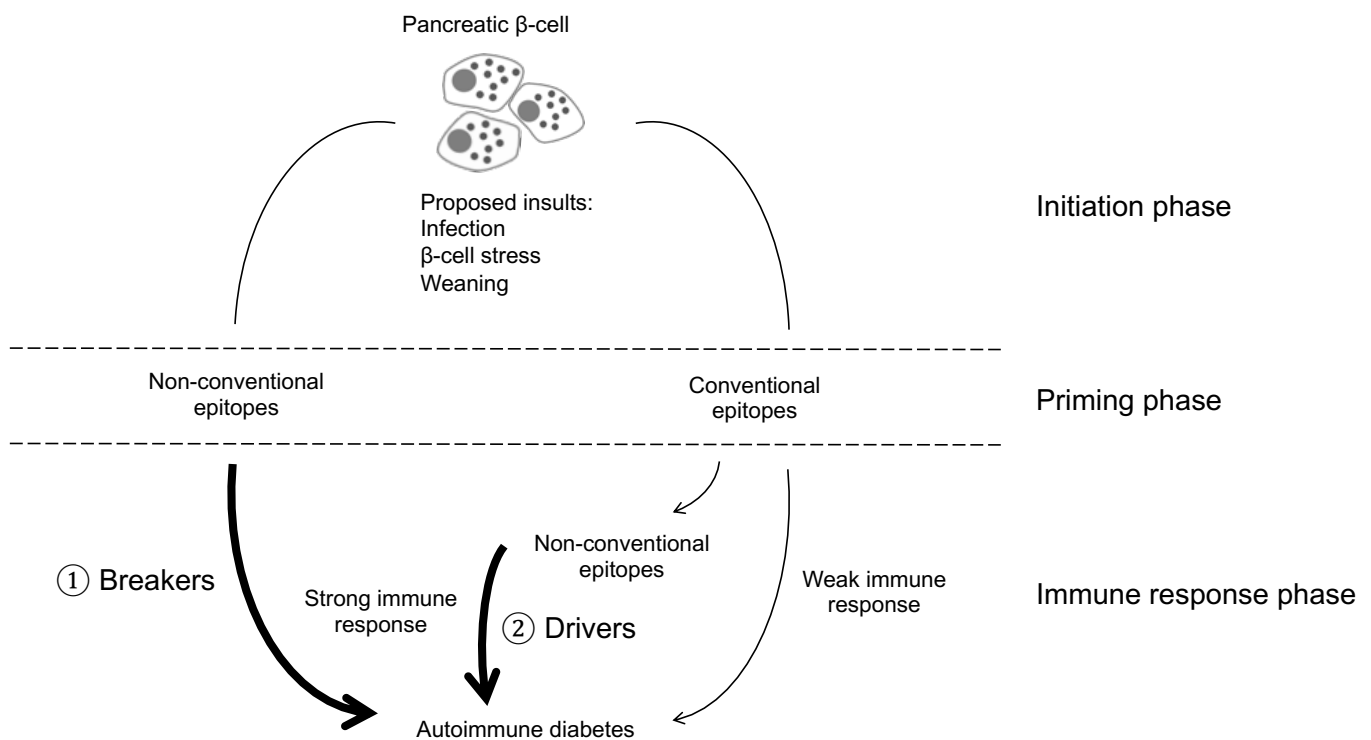 Pancreatic β-cell
Proposed insults:
Infection
β-cell stress
Weaning
Initiation phase
Non-conventional
epitopes
Conventional
epitopes
Priming phase
① Breakers
Strong immune
response
Non-conventional
epitopes
② Drivers
Weak immune
response
Immune response phase
Autoimmune diabetes